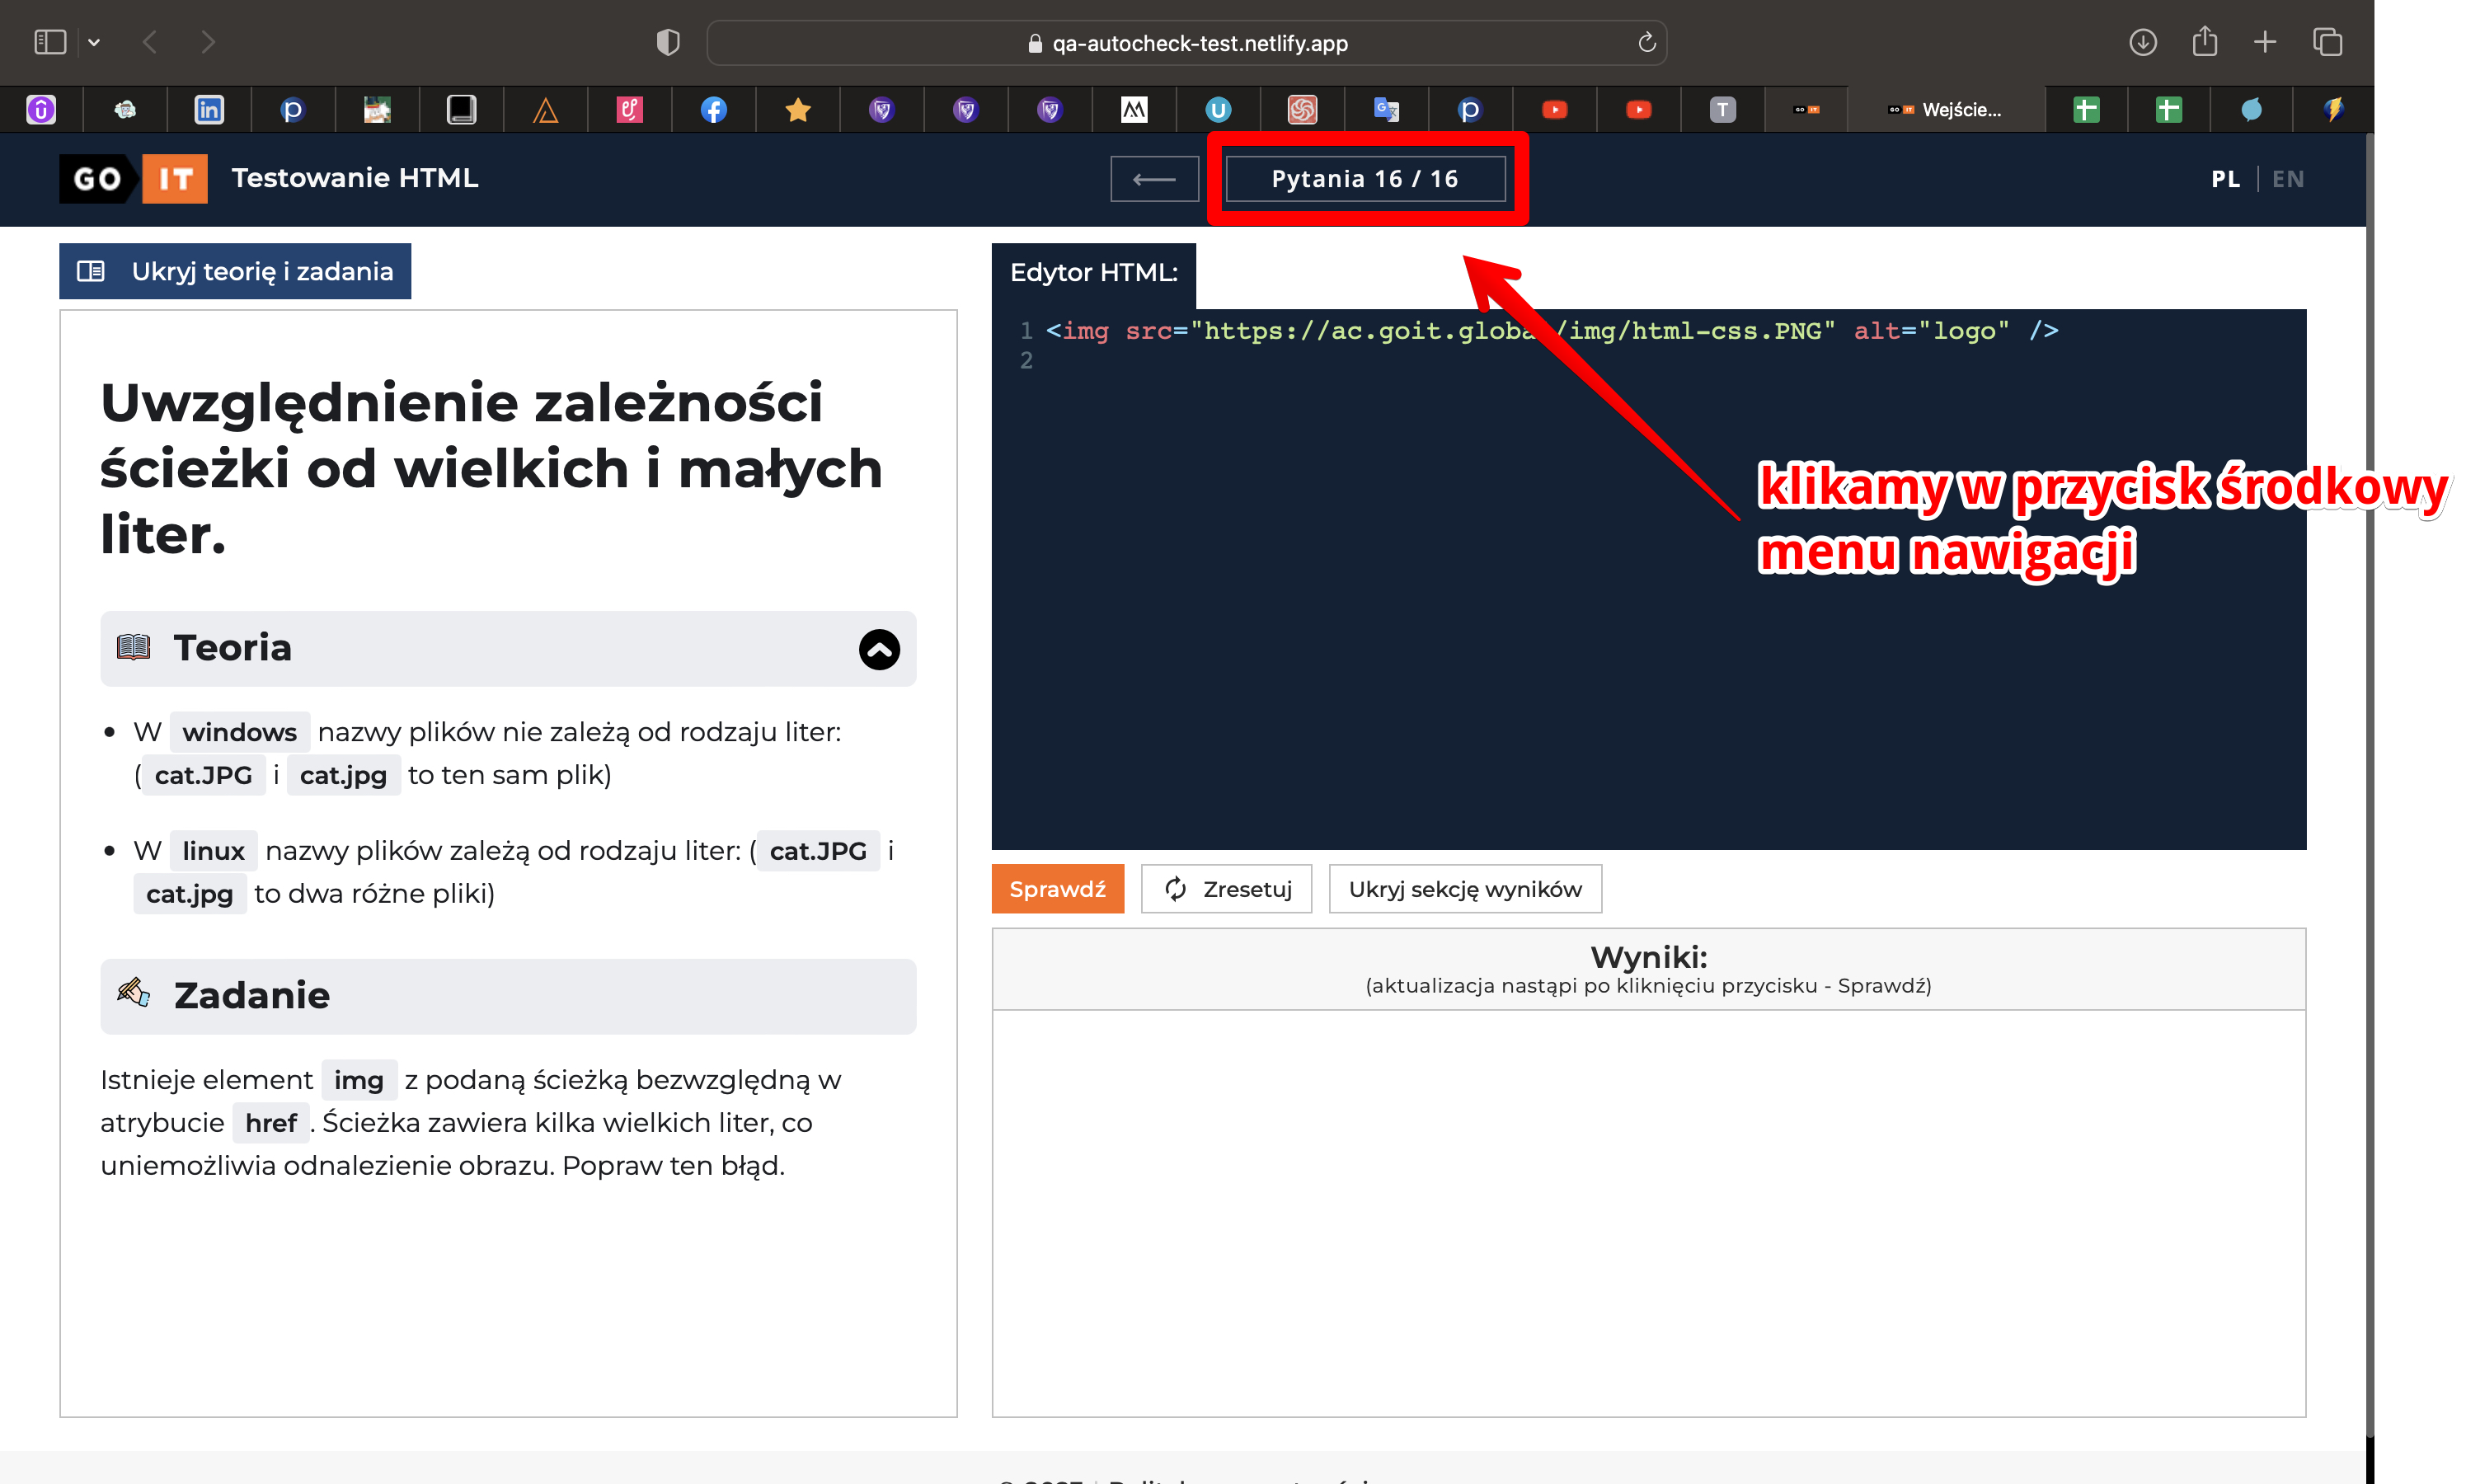 qa-autocheck-test.netlify.app
Wejście...
GO IT Testowanie HTML
Pytania 16 / 16
PL | EN
Ukryj teorię i zadania
Uwzględnienie zależności
ścieżki od wielkich i małych
liter.
Teoria
• W windows nazwy plików nie zależą od rodzaju liter:
(cat.JPG i cat.jpg to ten sam plik)
• W linux nazwy plików zależą od rodzaju liter: (cat.JPG i
cat.jpg to dwa różne pliki)
Zadanie
Istnieje element img z podaną ścieżką bezwzględną w
atrybucie href. Ścieżka zawiera kilka wielkich liter, co
uniemożliwia odnalezienie obrazu. Popraw ten błąd.
Edytor HTML:
1 <img src="https://ac.goit.global/img/html-css.PNG" alt="logo" />
2
klikamy w przycisk środkowy
menu nawigacji
Sprawdź
Zresetuj
Ukryj sekcję wyników
Wyniki:
(aktualizacja nastąpi po kliknięciu przycisku - Sprawdź)